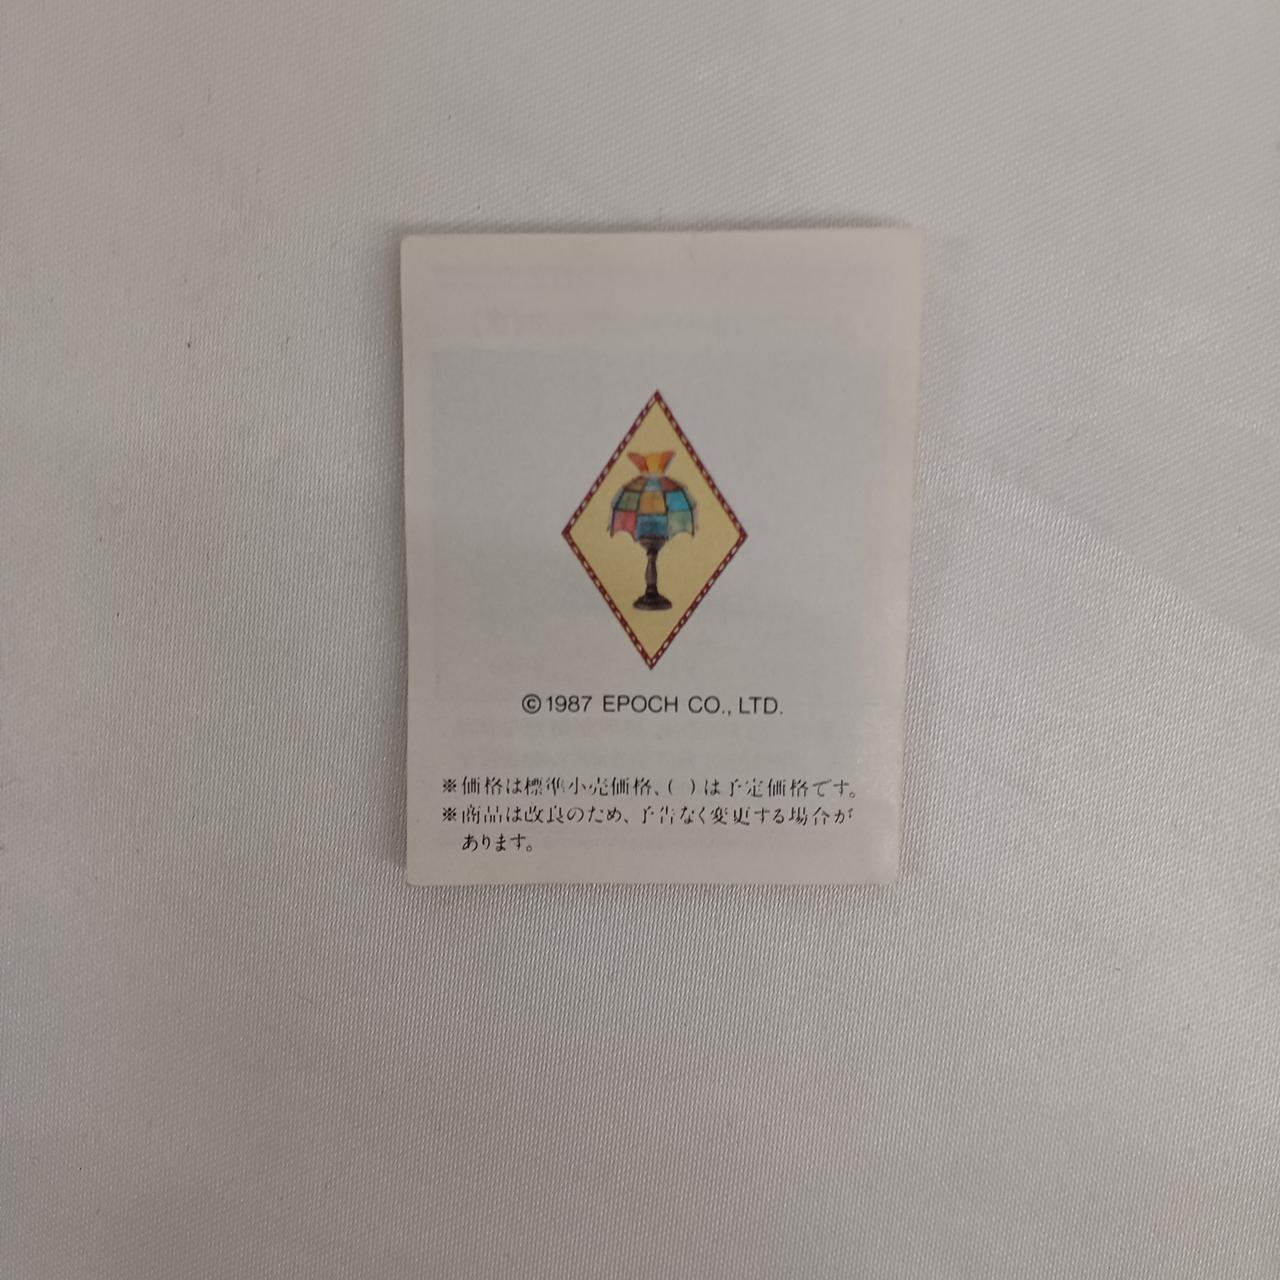 ©1987 EPOCH CO., LTD.
※価格は標準小売価格、( )は予定価格です。
※商品は改良のため、予告なく変更する場合が
あります。